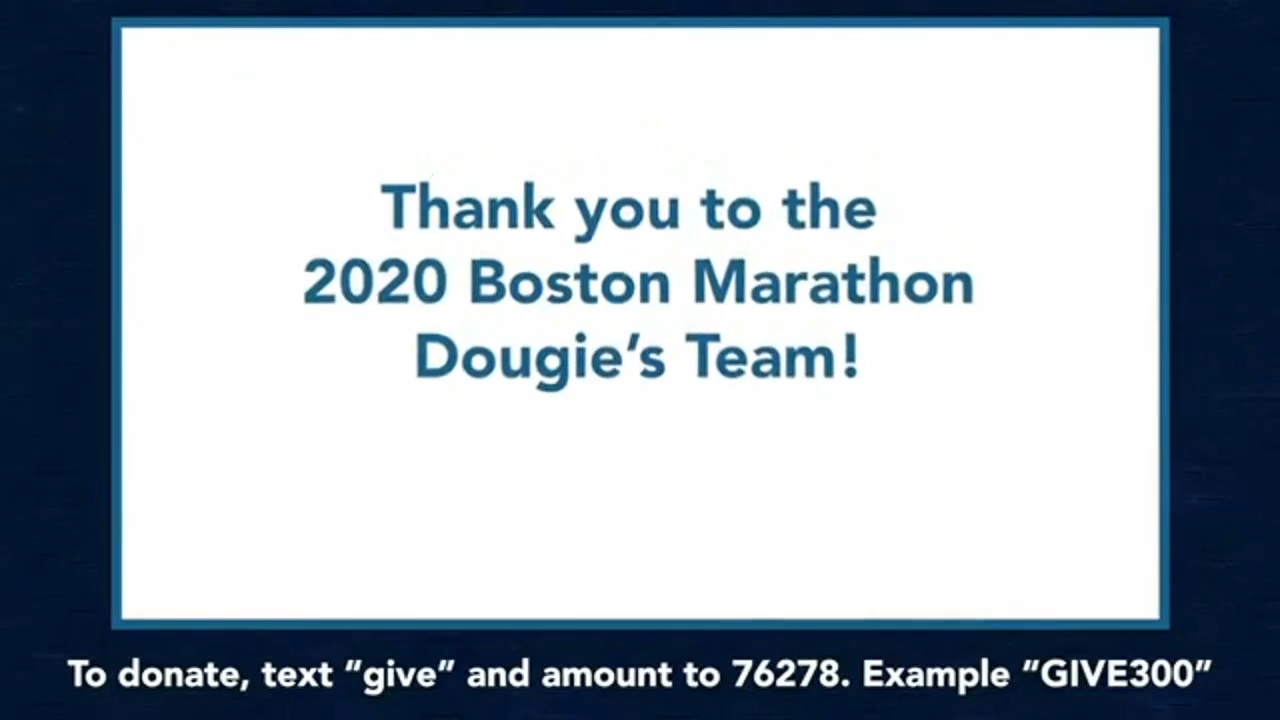 Thank you to the
2020 Boston Marathon
Dougie’s Team!
To donate, text “give” and amount to 76278. Example “GIVE300”